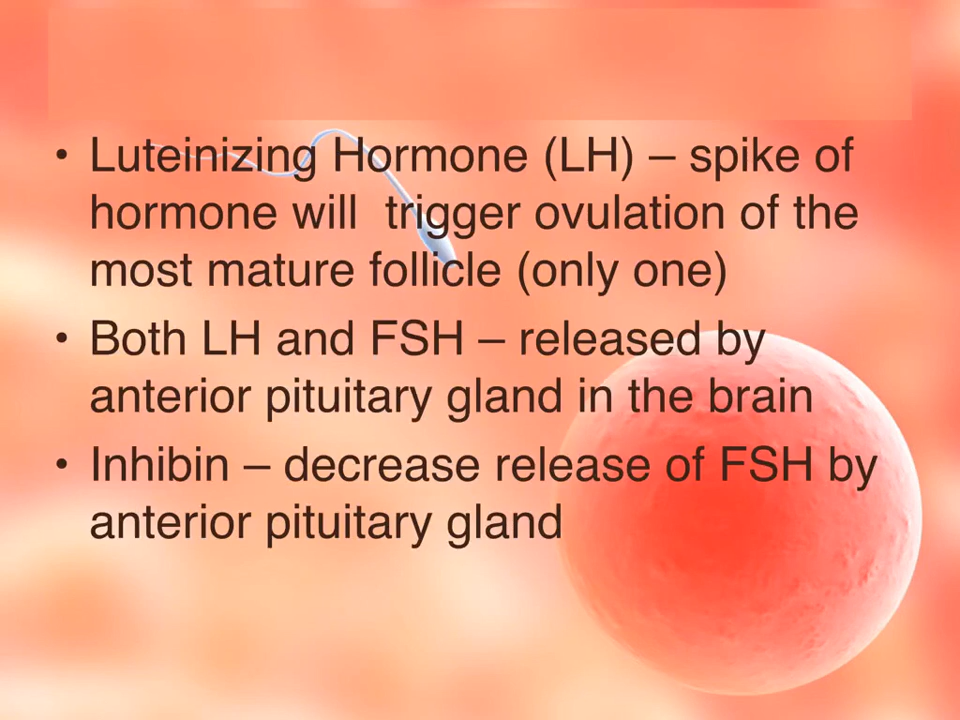 • Luteinizing Hormone (LH) – spike of
hormone will  trigger ovulation of the
most mature follicle (only one)
• Both LH and FSH – released by
anterior pituitary gland in the brain
• Inhibin – decrease release of FSH by
anterior pituitary gland